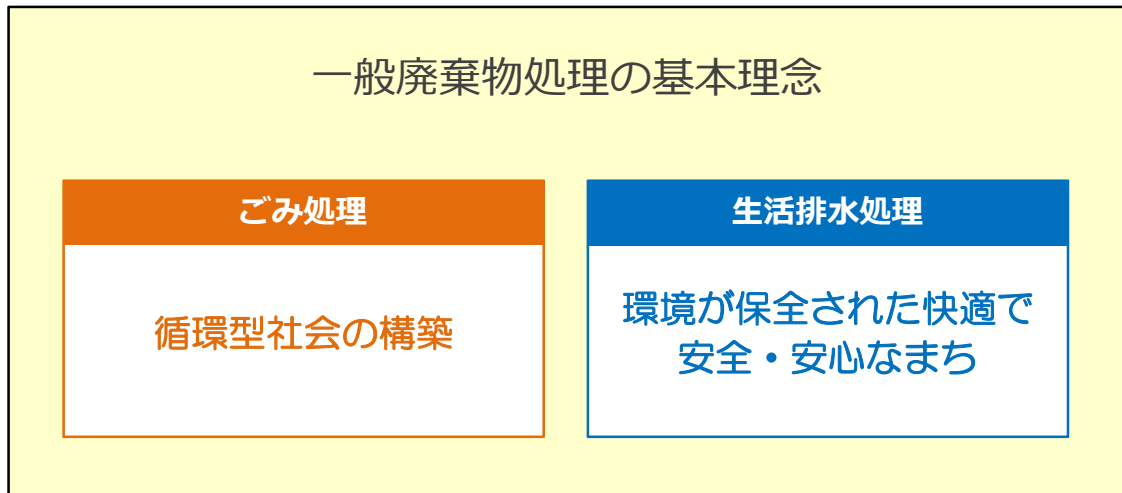 一般廃棄物処理の基本理念
ごみ処理
循環型社会の構築
生活排水処理
環境が保全された快適で
安全・安心なまち